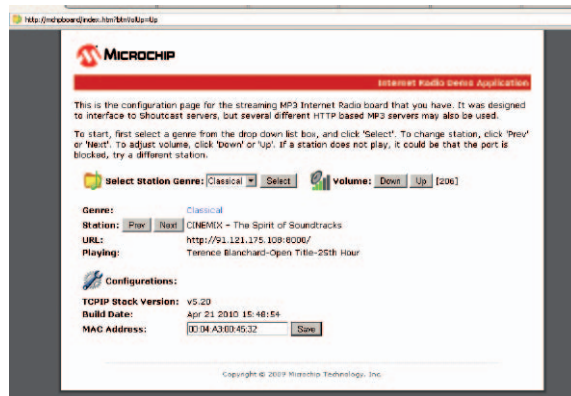 http://mchpboard/index.htm?btnVolUp=Up
MICROCHIP
Internet Radio Demo Application
This is the configuration page for the streaming MP3 Internet Radio board that you have. It was designed
to interface to Shoutcast servers, but several different HTTP based MP3 servers may also be used.
To start, first select a genre from the drop down list box, and click 'Select'. To change station, click 'Prev'
or 'Next'. To adjust volume, click 'Down' or 'Up'. If a station does not play, it could be that the port is
blocked, try a different station.
Select Station Genre: Classical Select Volume: Down Up [206]
Genre: Classical
Station: Prev Next CINEMIX - The Spirit of Soundtracks
URL: http://91.121.175.108:8000/
Playing: Terence Blanchard-Open Title-25th Hour
Configurations:
TCPIP Stack Version: v5.20
Build Date: Apr 21 2010 15:48:54
MAC Address: 00:04:A3:00:45:32 Save
Copyright © 2009 Microchip Technology, Inc.